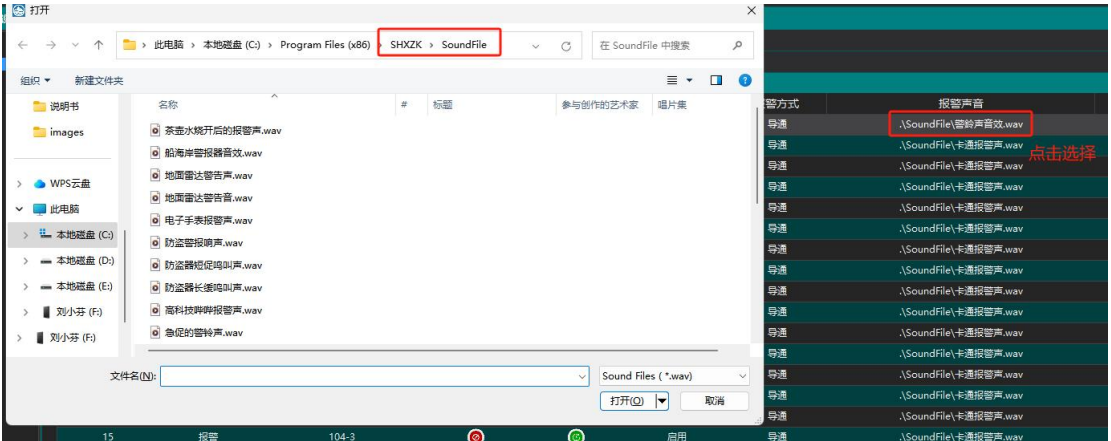 打开
此电脑 › 本地磁盘 (C:) › Program Files (x86) › SHXZK › SoundFile
在 SoundFile 中搜索
组织 新建文件夹
说明书
images
WPS云盘
此电脑
本地磁盘 (C:)
本地磁盘 (D:)
本地磁盘 (E:)
刘小芬 (F:)
刘小芬 (F:)
名称 # 标题 参与创作的艺术家 唱片集
茶壶水烧开后的报警声.wav
船海岸警报器音效.wav
地面雷达警告声.wav
地图雷达警告音.wav
电子手表报警声.wav
防盗警报响声.wav
防盗器短促鸣叫声.wav
防盗器长缓鸣叫声.wav
高科技哔哔报警声.wav
急促的警铃声.wav
文件名(N):
Sound Files ( *.wav)
打开(O) 取消
警方式 报警声音
导通 .\SoundFile\警鈴声音效.wav
点击选择
导通 .\SoundFile\卡通报警声.wav
导通 .\SoundFile\卡通报警声.wav
导通 .\SoundFile\卡通报警声.wav
导通 .\SoundFile\卡通报警声.wav
导通 .\SoundFile\卡通报警声.wav
导通 .\SoundFile\卡通报警声.wav
导通 .\SoundFile\卡通报警声.wav
导通 .\SoundFile\卡通报警声.wav
导通 .\SoundFile\卡通报警声.wav
导通 .\SoundFile\卡通报警声.wav
导通 .\SoundFile\卡通报警声.wav
导通 .\SoundFile\卡通报警声.wav
导通 .\SoundFile\卡通报警声.wav
导通 .\SoundFile\卡通报警声.wav
15 报警 104-3 启用 导通 .\SoundFile\卡通报警声.wav